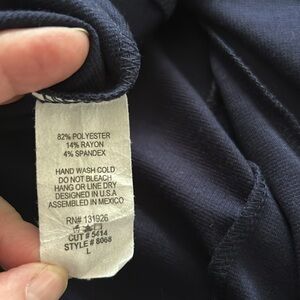 82% POLYESTER
14% RAYON
4% SPANDEX
HAND WASH COLD
DO NOT BLEACH
HANG OR LINE DRY
DESIGNED IN U.S.A
ASSEMBLED IN MEXICO
RN# 131926
CUT # 5414
STYLE # 8068
L